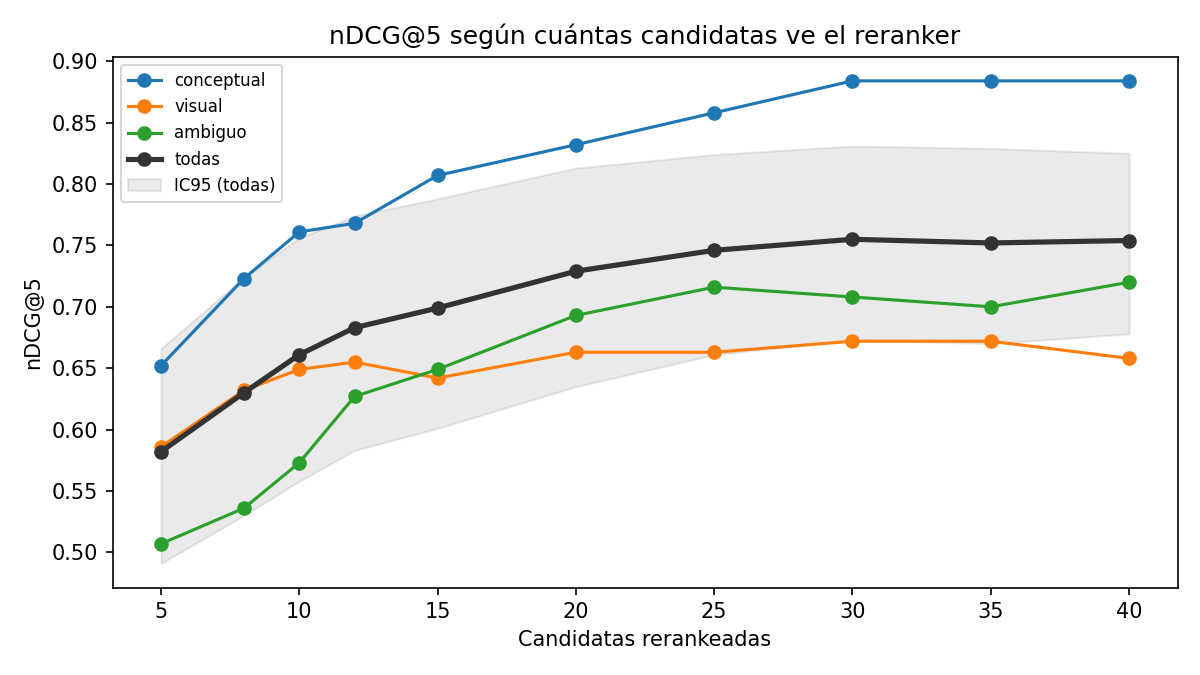 nDCG@5 según cuántas candidatas ve el reranker
conceptual
visual
ambiguo
todas
IC95 (todas)
nDCG@5
0.90
0.85
0.80
0.75
0.70
0.65
0.60
0.55
0.50
5 10 15 20 25 30 35 40
Candidatas rerankeadas